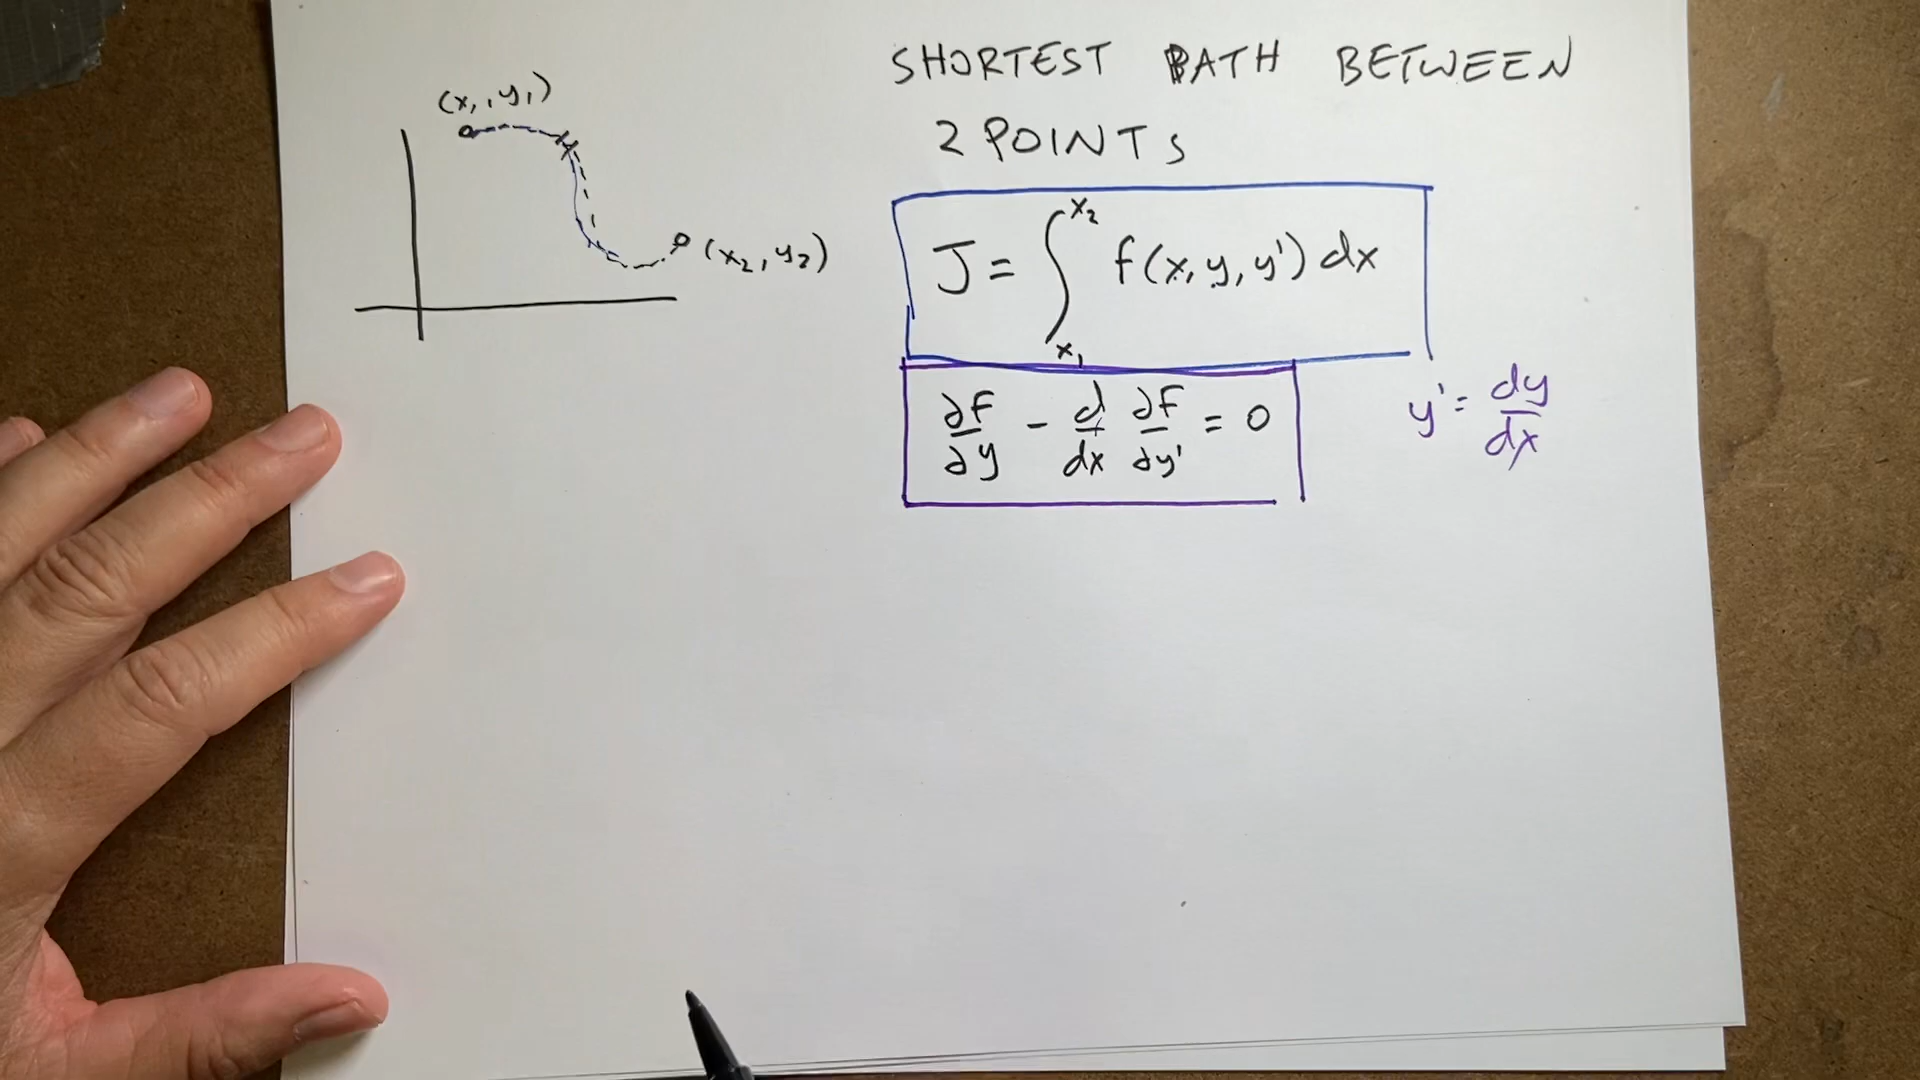 SHORTEST PATH BETWEEN
2 POINTS
(x₁, y₁)
(x₂, y₂)
J = ∫_{x₁}^{x₂} f(x, y, y') dx
∂f/∂y - d/dx ∂f/∂y' = 0
y' = dy/dx